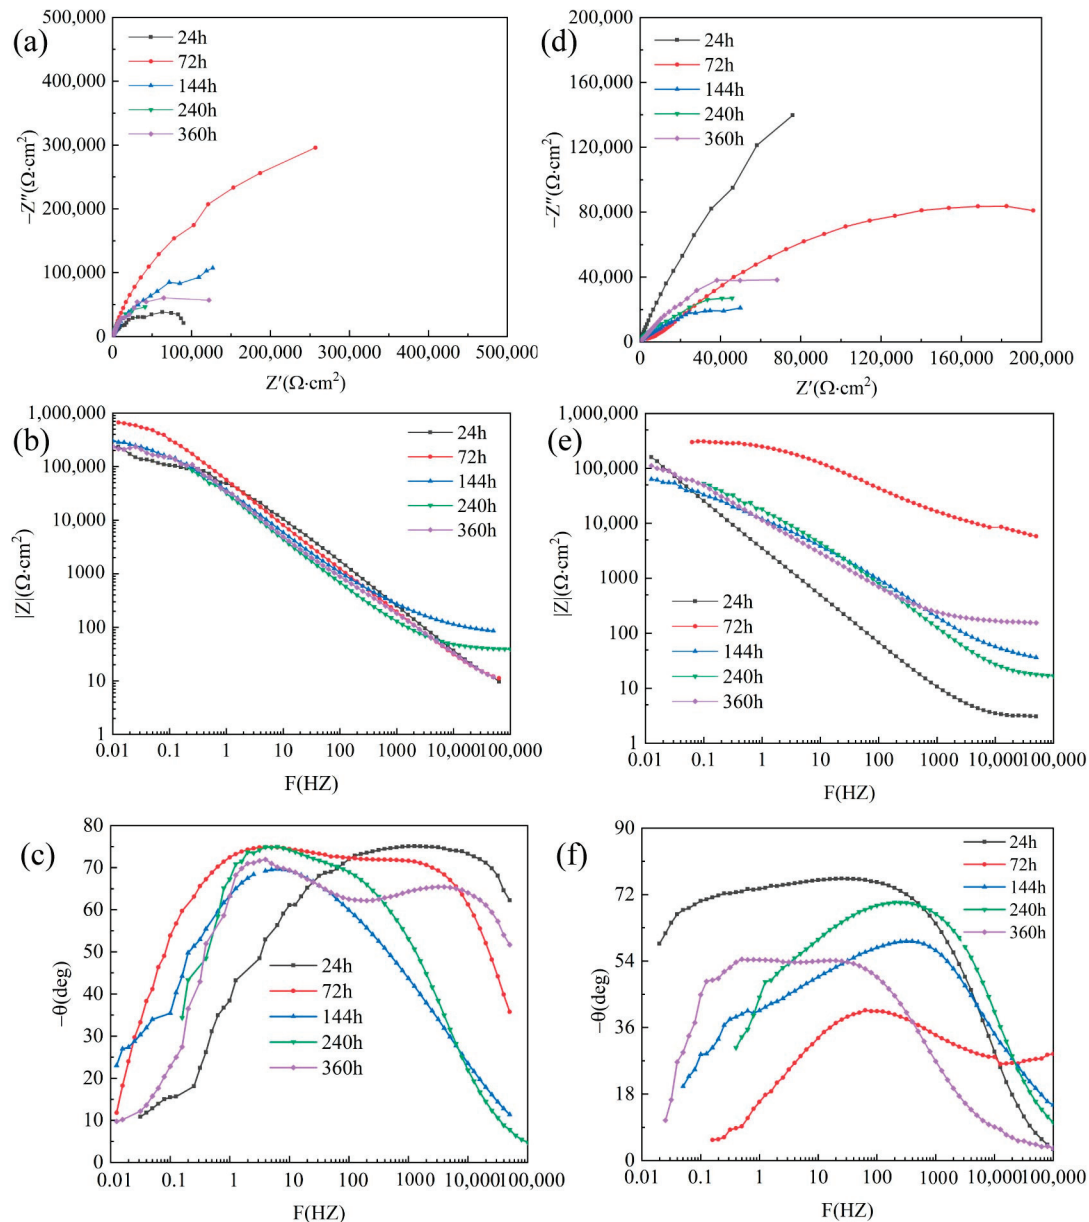 (a)
500,000
400,000
300,000
200,000
100,000
0
−Z″(Ω·cm²)
24h
72h
144h
240h
360h
0 100,000 200,000 300,000 400,000 500,000
Z′(Ω·cm²)
(d)
200,000
160,000
120,000
80,000
40,000
0
−Z″(Ω·cm²)
24h
72h
144h
240h
360h
0 40,000 80,000 120,000 160,000 200,000
Z′(Ω·cm²)
(b)
1,000,000
100,000
10,000
1000
100
10
1
|Z|(Ω·cm²)
24h
72h
144h
240h
360h
0.01 0.1 1 10 100 1000 10,000 100,000
F(HZ)
(e)
1,000,000
100,000
10,000
1000
100
10
1
|Z|(Ω·cm²)
24h
72h
144h
240h
360h
0.01 0.1 1 10 100 1000 10,000 100,000
F(HZ)
(c)
80
70
60
50
40
30
20
10
0
−θ(deg)
24h
72h
144h
240h
360h
0.01 0.1 1 10 100 1000 10,000 100,000
F(HZ)
(f)
90
72
54
36
18
0
−θ(deg)
24h
72h
144h
240h
360h
0.01 0.1 1 10 100 1000 10,000 100,000
F(HZ)